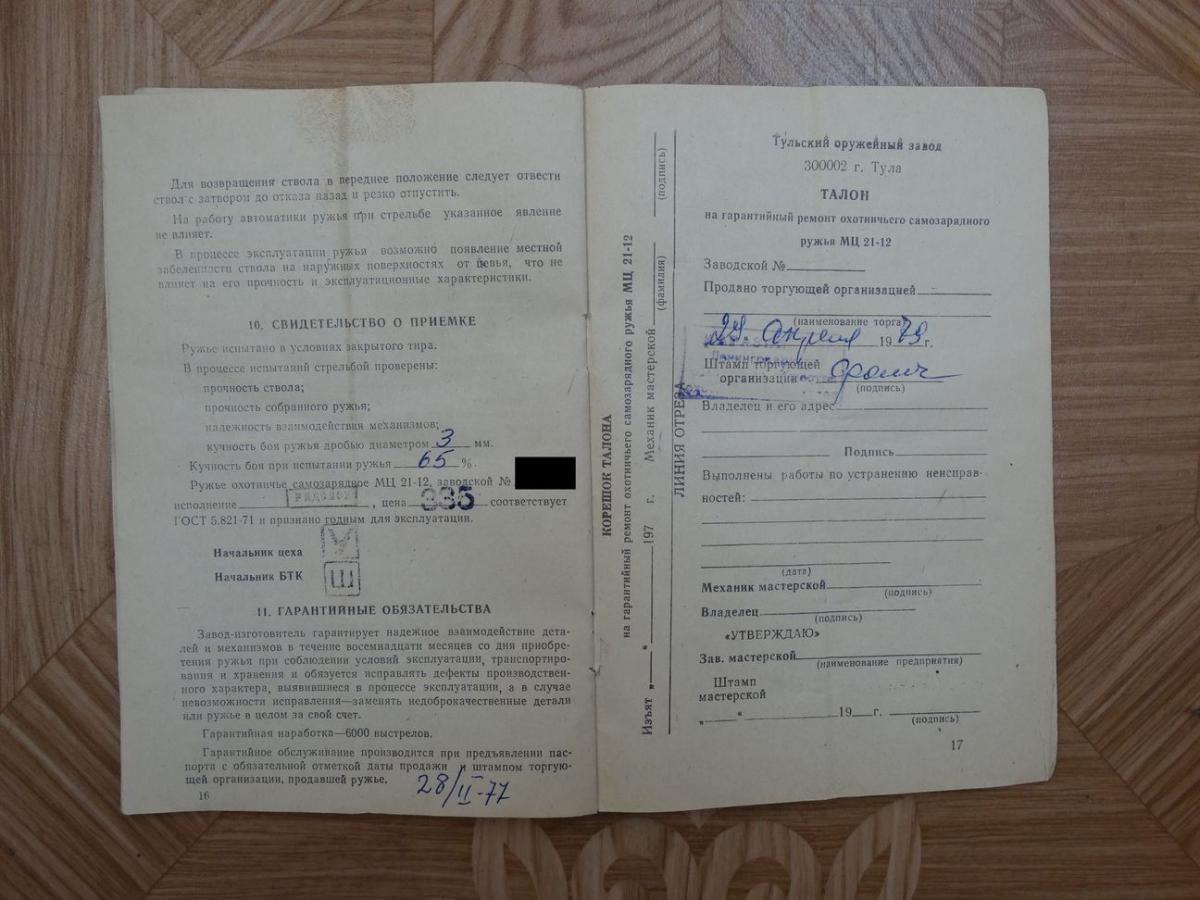 Для возвращения ствола в переднее положение следует отвести
ствол с затвором до отказа назад и резко отпустить.
На работу автоматики ружья при стрельбе указанное явление
не влияет.
В процессе эксплуатации ружья возможно появление местной
забеленности ствола на наружных поверхностях от цевья, что не
влияет на его прочность и эксплуатационные характеристики.
10. СВИДЕТЕЛЬСТВО О ПРИЕМКЕ
Ружье испытано в условиях закрытого тира.
В процессе испытаний стрельбой проверены:
прочность ствола;
прочность собранного ружья;
надежность взаимодействия механизмов;
кучность боя ружья дробью диаметром 3 мм.
Кучность боя при испытании ружья 65 %.
Ружье охотничье самозарядное МЦ 21-12, заводской №
исполнение РЯДОВОЕ, цена 335 соответствует
ГОСТ 5.821-71 и признано годным для эксплуатации.
Начальник цеха
Начальник БТК Ш
11. ГАРАНТИЙНЫЕ ОБЯЗАТЕЛЬСТВА
Завод-изготовитель гарантирует надежное взаимодействие дета-
лей и механизмов в течение восемнадцати месяцев со дня приобре-
тения ружья при соблюдении условий эксплуатации, транспортиро-
вания и хранения и обязуется исправлять дефекты производствен-
ного характера, выявившиеся в процессе эксплуатации, а в случае
невозможности исправления—заменять недоброкачественные детали
или ружье в целом за свой счет.
Гарантийная наработка—6000 выстрелов.
Гарантийное обслуживание производится при предъявлении пас-
порта с обязательной отметкой даты продажи и штампом торгую-
щей организации, продавшей ружье.
28/II-77
16
КОРЕШОК ТАЛОНА
на гарантийный ремонт охотничьего самозарядного ружья МЦ 21-12
Изъят „ “ 197 г. Механик мастерской
(фамилия) (подпись)
ЛИНИЯ ОТРЕЗА
Тульский оружейный завод
300002 г. Тула
ТАЛОН
на гарантийный ремонт охотничьего самозарядного
ружья МЦ 21-12
Заводской №
Продано торгующей организацией
(наименование торга)
29. Апреля 1979 г.
Штамп торгующей
организации
(подпись)
Владелец и его адрес
Подпись
Выполнены работы по устранению неисправ-
ностей:
(дата)
Механик мастерской
(подпись)
Владелец
(подпись)
«УТВЕРЖДАЮ»
Зав. мастерской
(наименование предприятия)
Штамп
мастерской
„ “ 19 г.
(подпись)
17